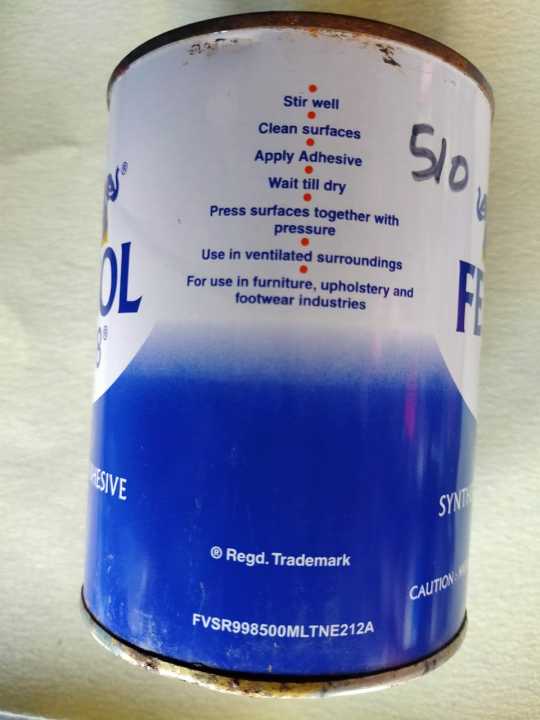 Stir well
Clean surfaces
Apply Adhesive
Wait till dry
Press surfaces together with
pressure
Use in ventilated surroundings
For use in furniture, upholstery and
footwear industries
510
OL
®
FE
HESIVE
SYNTH
® Regd. Trademark
CAUTION :
FVSR998500MLTNE212A